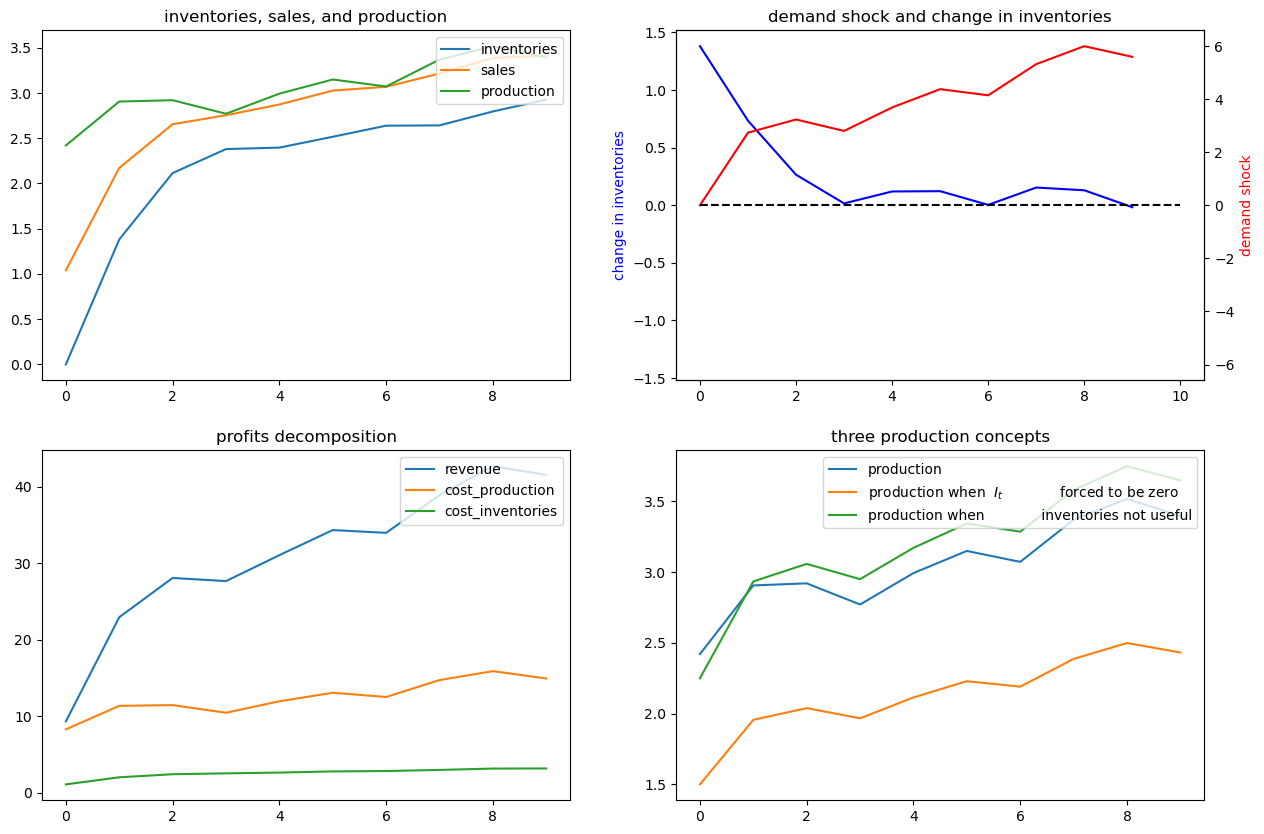 inventories, sales, and production
3.5
3.0
2.5
2.0
1.5
1.0
0.5
0.0
0 2 4 6 8
inventories
sales
production
demand shock and change in inventories
change in inventories
1.5
1.0
0.5
0.0
−0.5
−1.0
−1.5
0 2 4 6 8 10
6
4
2
0
−2
−4
−6
demand shock
profits decomposition
40
30
20
10
0
0 2 4 6 8
revenue
cost_production
cost_inventories
three production concepts
3.5
3.0
2.5
2.0
1.5
0 2 4 6 8
production
production when I_t forced to be zero
production when inventories not useful